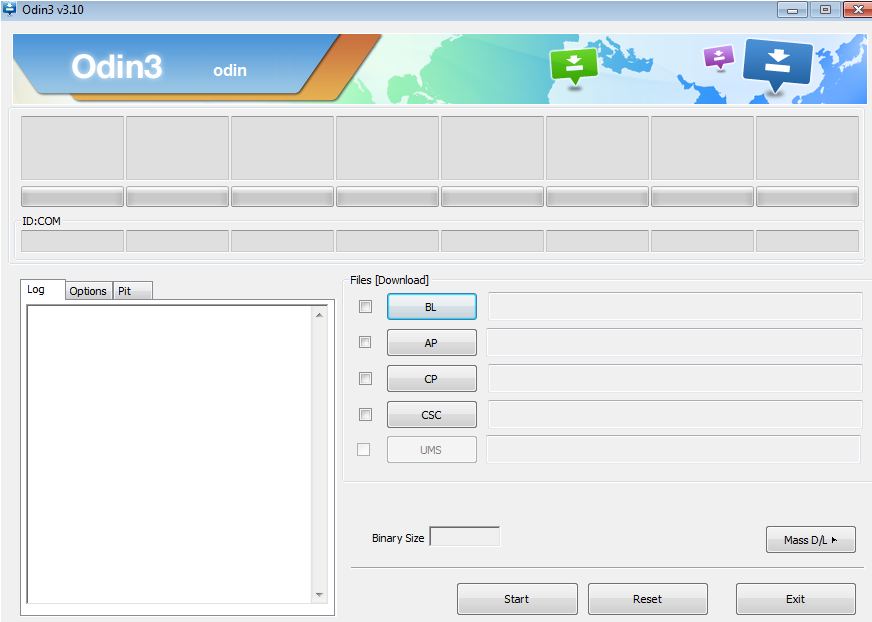 Odin3 v3.10
Odin3 odin
ID:COM
Log Options Pit
Files [Download]
BL
AP
CP
CSC
UMS
Binary Size
Mass D/L
Start Reset Exit